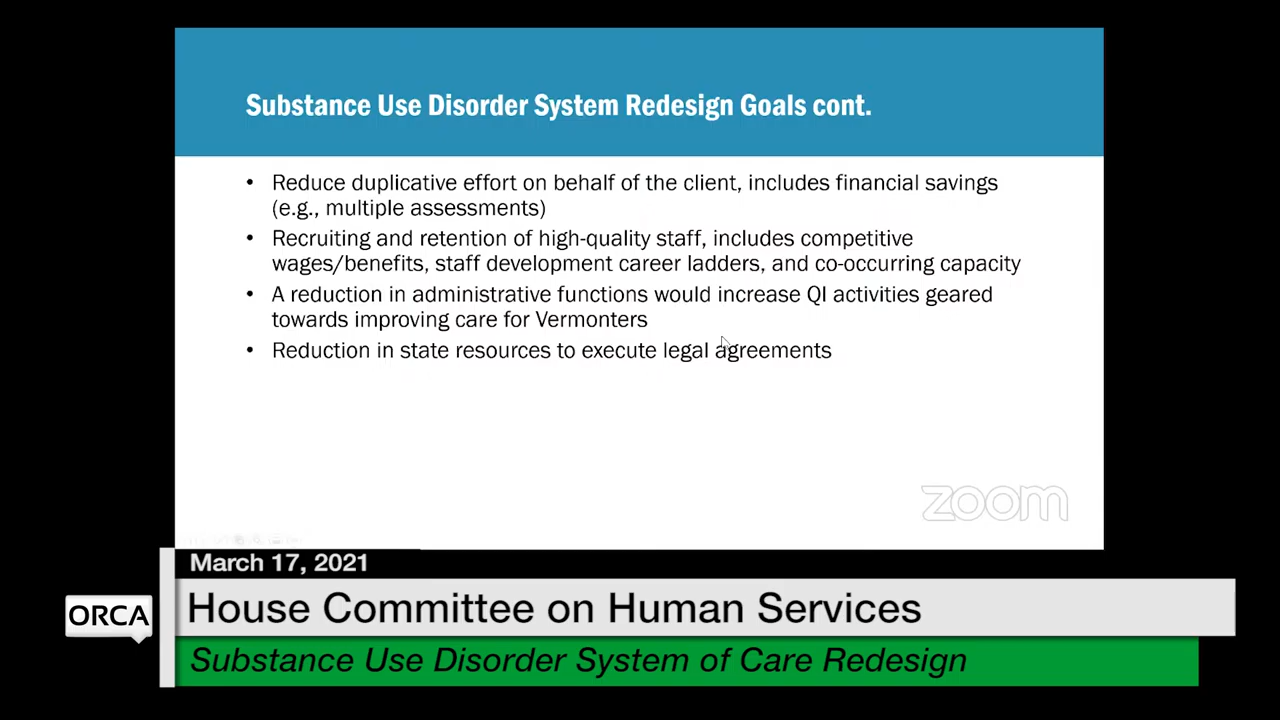 Substance Use Disorder System Redesign Goals cont.
• Reduce duplicative effort on behalf of the client, includes financial savings
(e.g., multiple assessments)
• Recruiting and retention of high-quality staff, includes competitive
wages/benefits, staff development career ladders, and co-occurring capacity
• A reduction in administrative functions would increase QI activities geared
towards improving care for Vermonters
• Reduction in state resources to execute legal agreements
zoom
March 17, 2021
ORCA
House Committee on Human Services
Substance Use Disorder System of Care Redesign